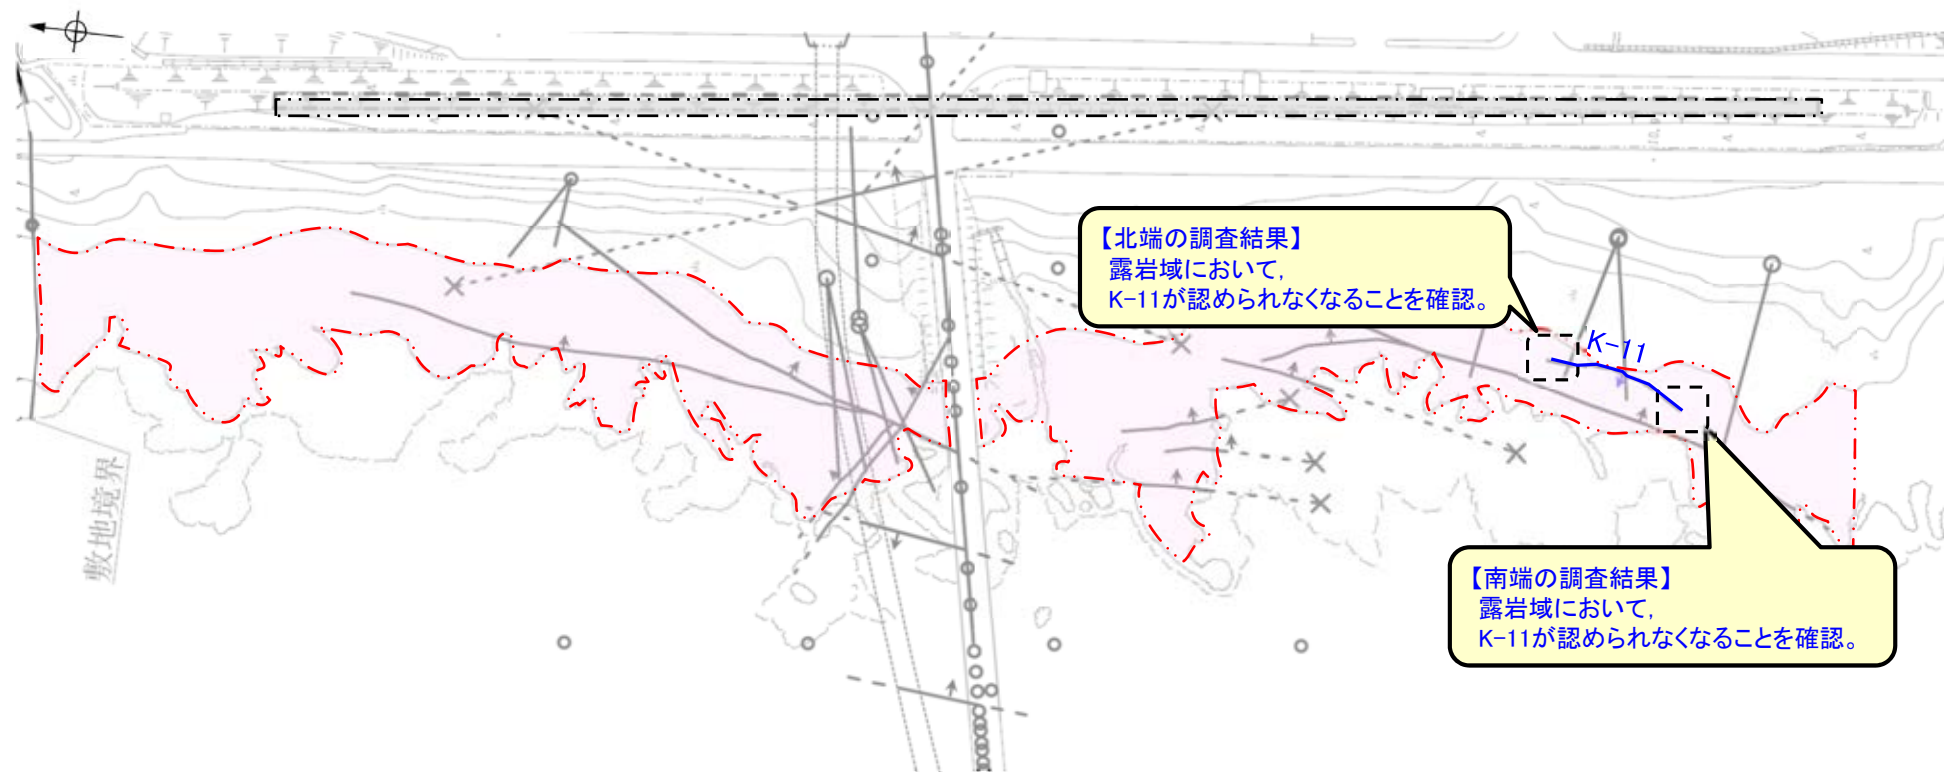 【北端の調査結果】
露岩域において,
K-11が認められなくなることを確認。
K-11
敷地境界
【南端の調査結果】
露岩域において,
K-11が認められなくなることを確認。